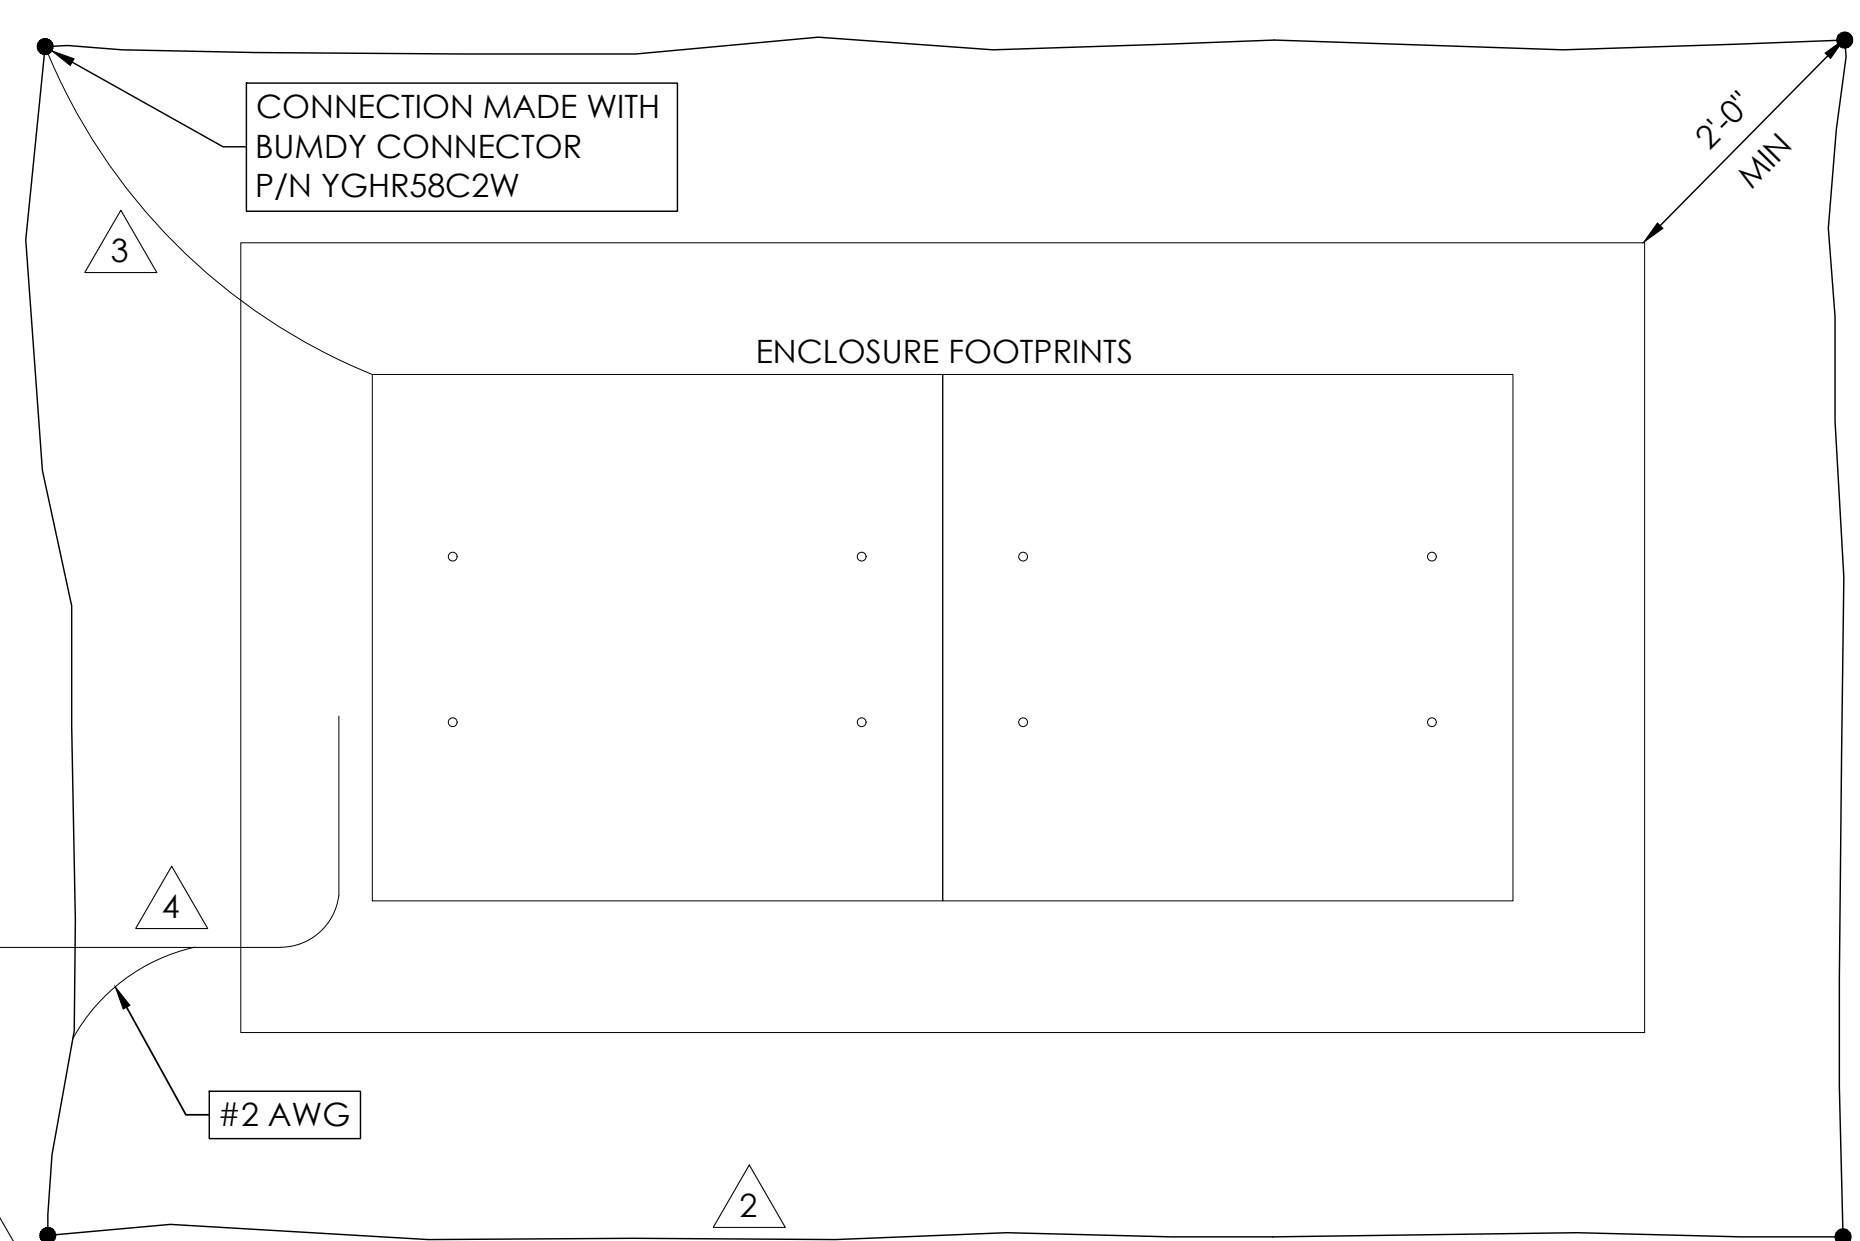 CONNECTION MADE WITH
BUMDY CONNECTOR
P/N YGHR58C2W
2'-0"
MIN
3
ENCLOSURE FOOTPRINTS
4
#2 AWG
2